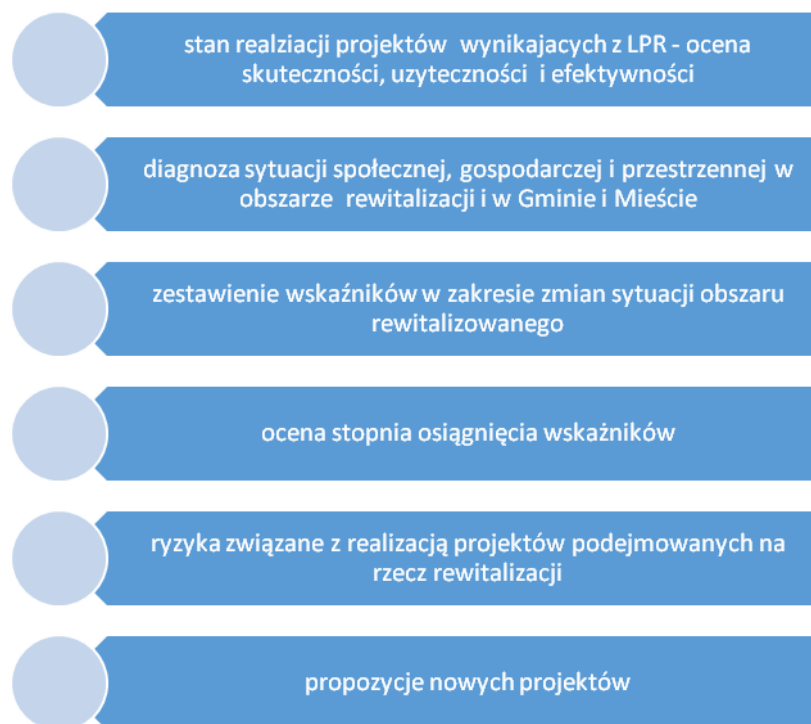 stan realziacji projektów wynikajacych z LPR - ocena
skuteczności, uzyteczności i efektywności
diagnoza sytuacji społecznej, gospodarczej i przestrzennej w
obszarze rewitalizacji i w Gminie i Mieście
zestawienie wskaźników w zakresie zmian sytuacji obszaru
rewitalizowanego
ocena stopnia osiągnięcia wskażników
ryzyka związane z realizacją projektów podejmowanych na
rzecz rewitalizacji
propozycje nowych projektów